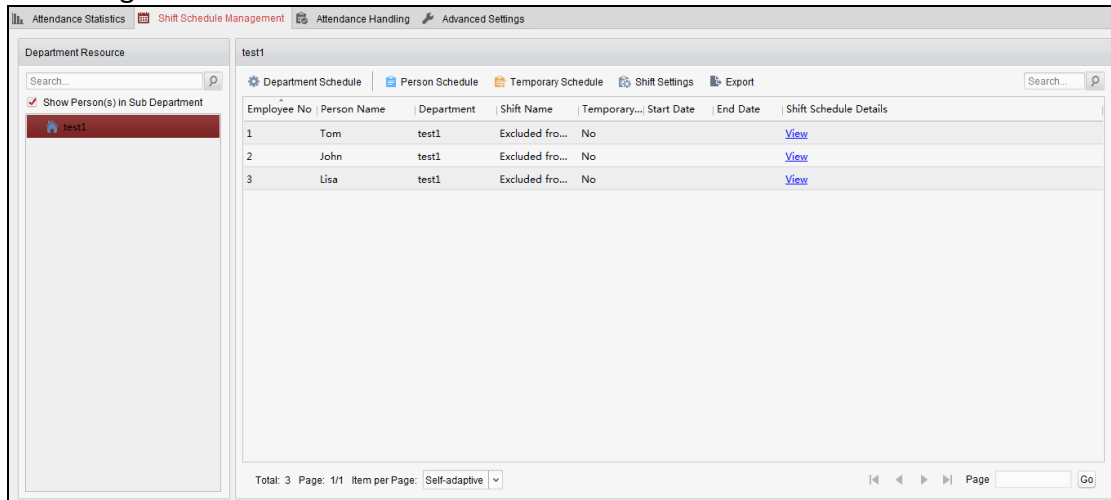 Attendance Statistics Shift Schedule Management Attendance Handling Advanced Settings
Department Resource
test1
Search...
Show Person(s) in Sub Department
test1
Department Schedule Person Schedule Temporary Schedule Shift Settings Export Search...
Employee No Person Name Department Shift Name Temporary... Start Date End Date Shift Schedule Details
1 Tom test1 Excluded fro... No View
2 John test1 Excluded fro... No View
3 Lisa test1 Excluded fro... No View
Total: 3 Page: 1/1 Item per Page: Self-adaptive Page Go